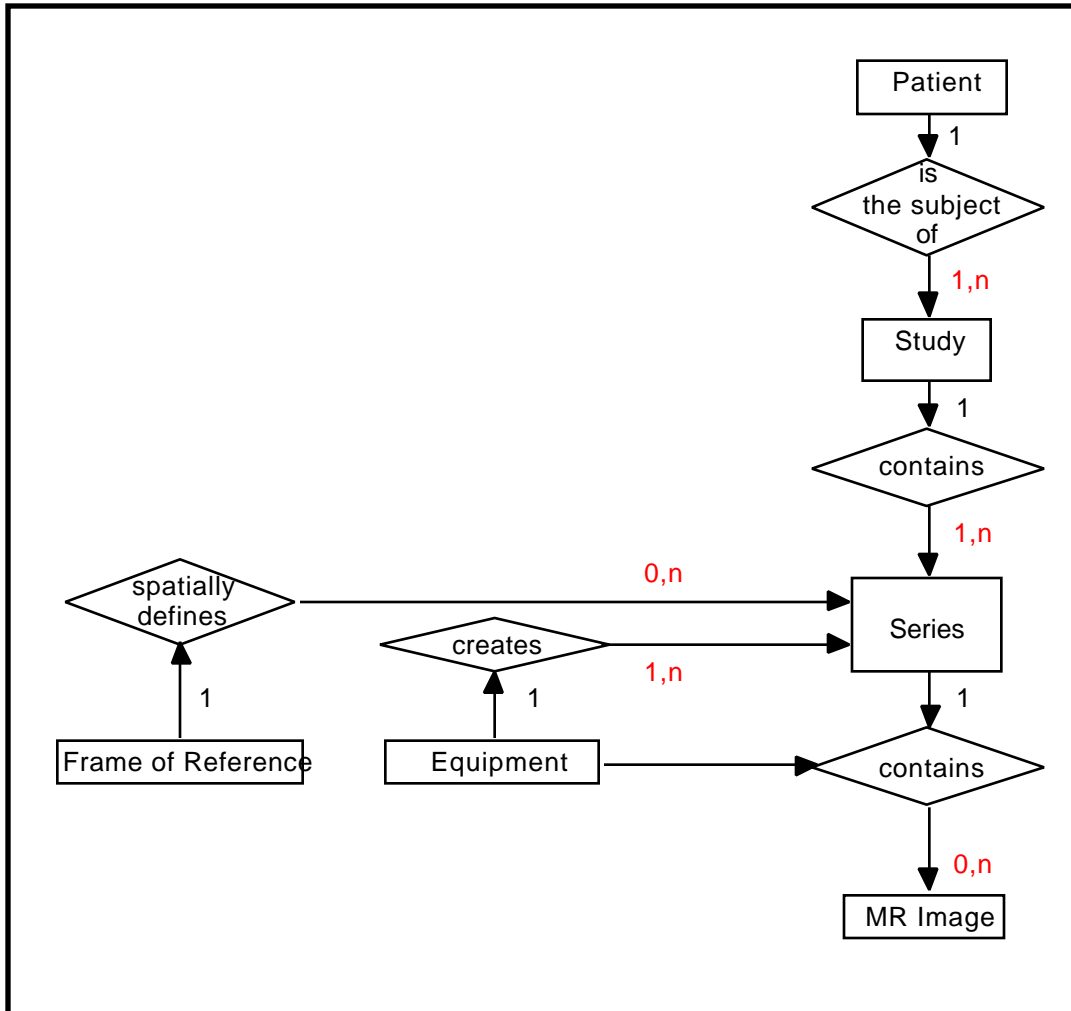 Patient
1
is
the subject
of
1,n
Study
1
contains
1,n
spatially
defines
0,n
Series
creates
1,n
1
1
1
Frame of Reference
Equipment
contains
0,n
MR Image